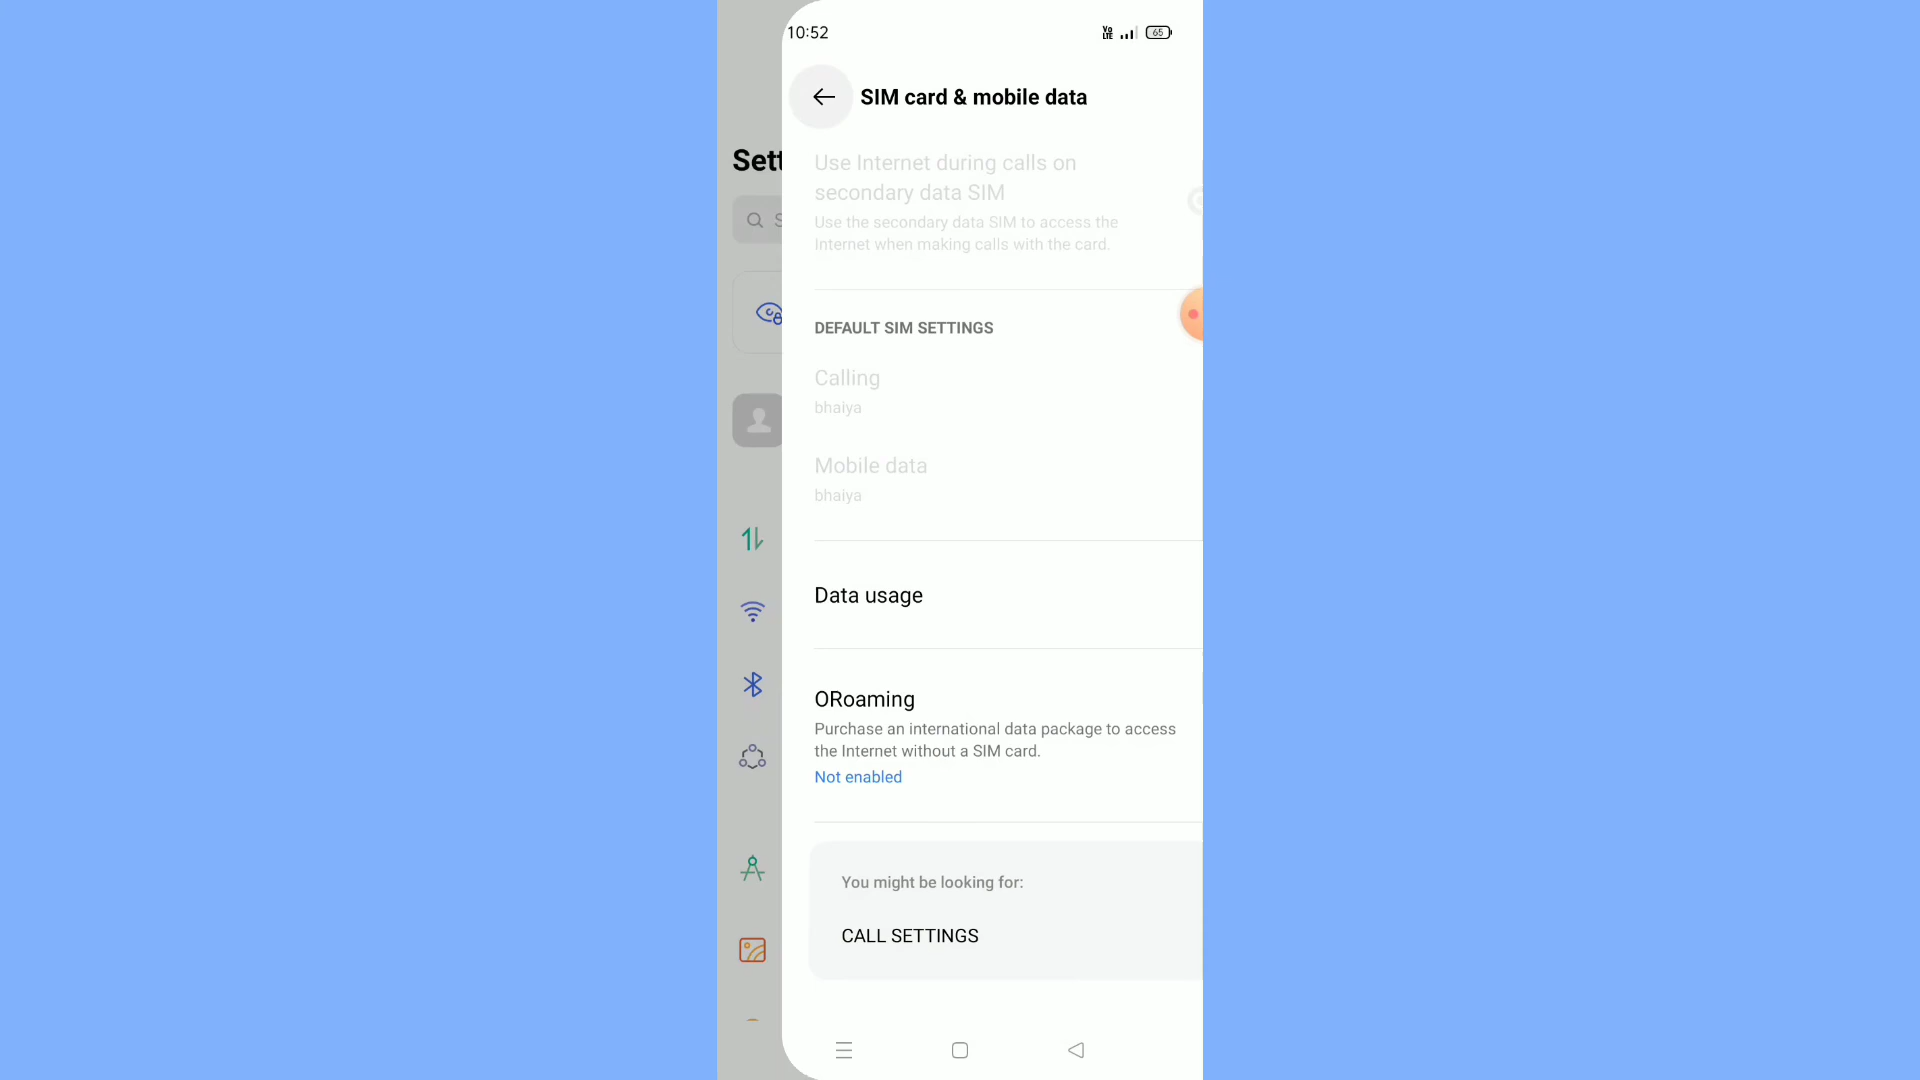 10:52
Vo
LTE
65
SIM card & mobile data
Sett
S
Use Internet during calls on
secondary data SIM
Use the secondary data SIM to access the
Internet when making calls with the card.
DEFAULT SIM SETTINGS
Calling
bhaiya
Mobile data
bhaiya
Data usage
ORoaming
Purchase an international data package to access
the Internet without a SIM card.
Not enabled
You might be looking for:
CALL SETTINGS